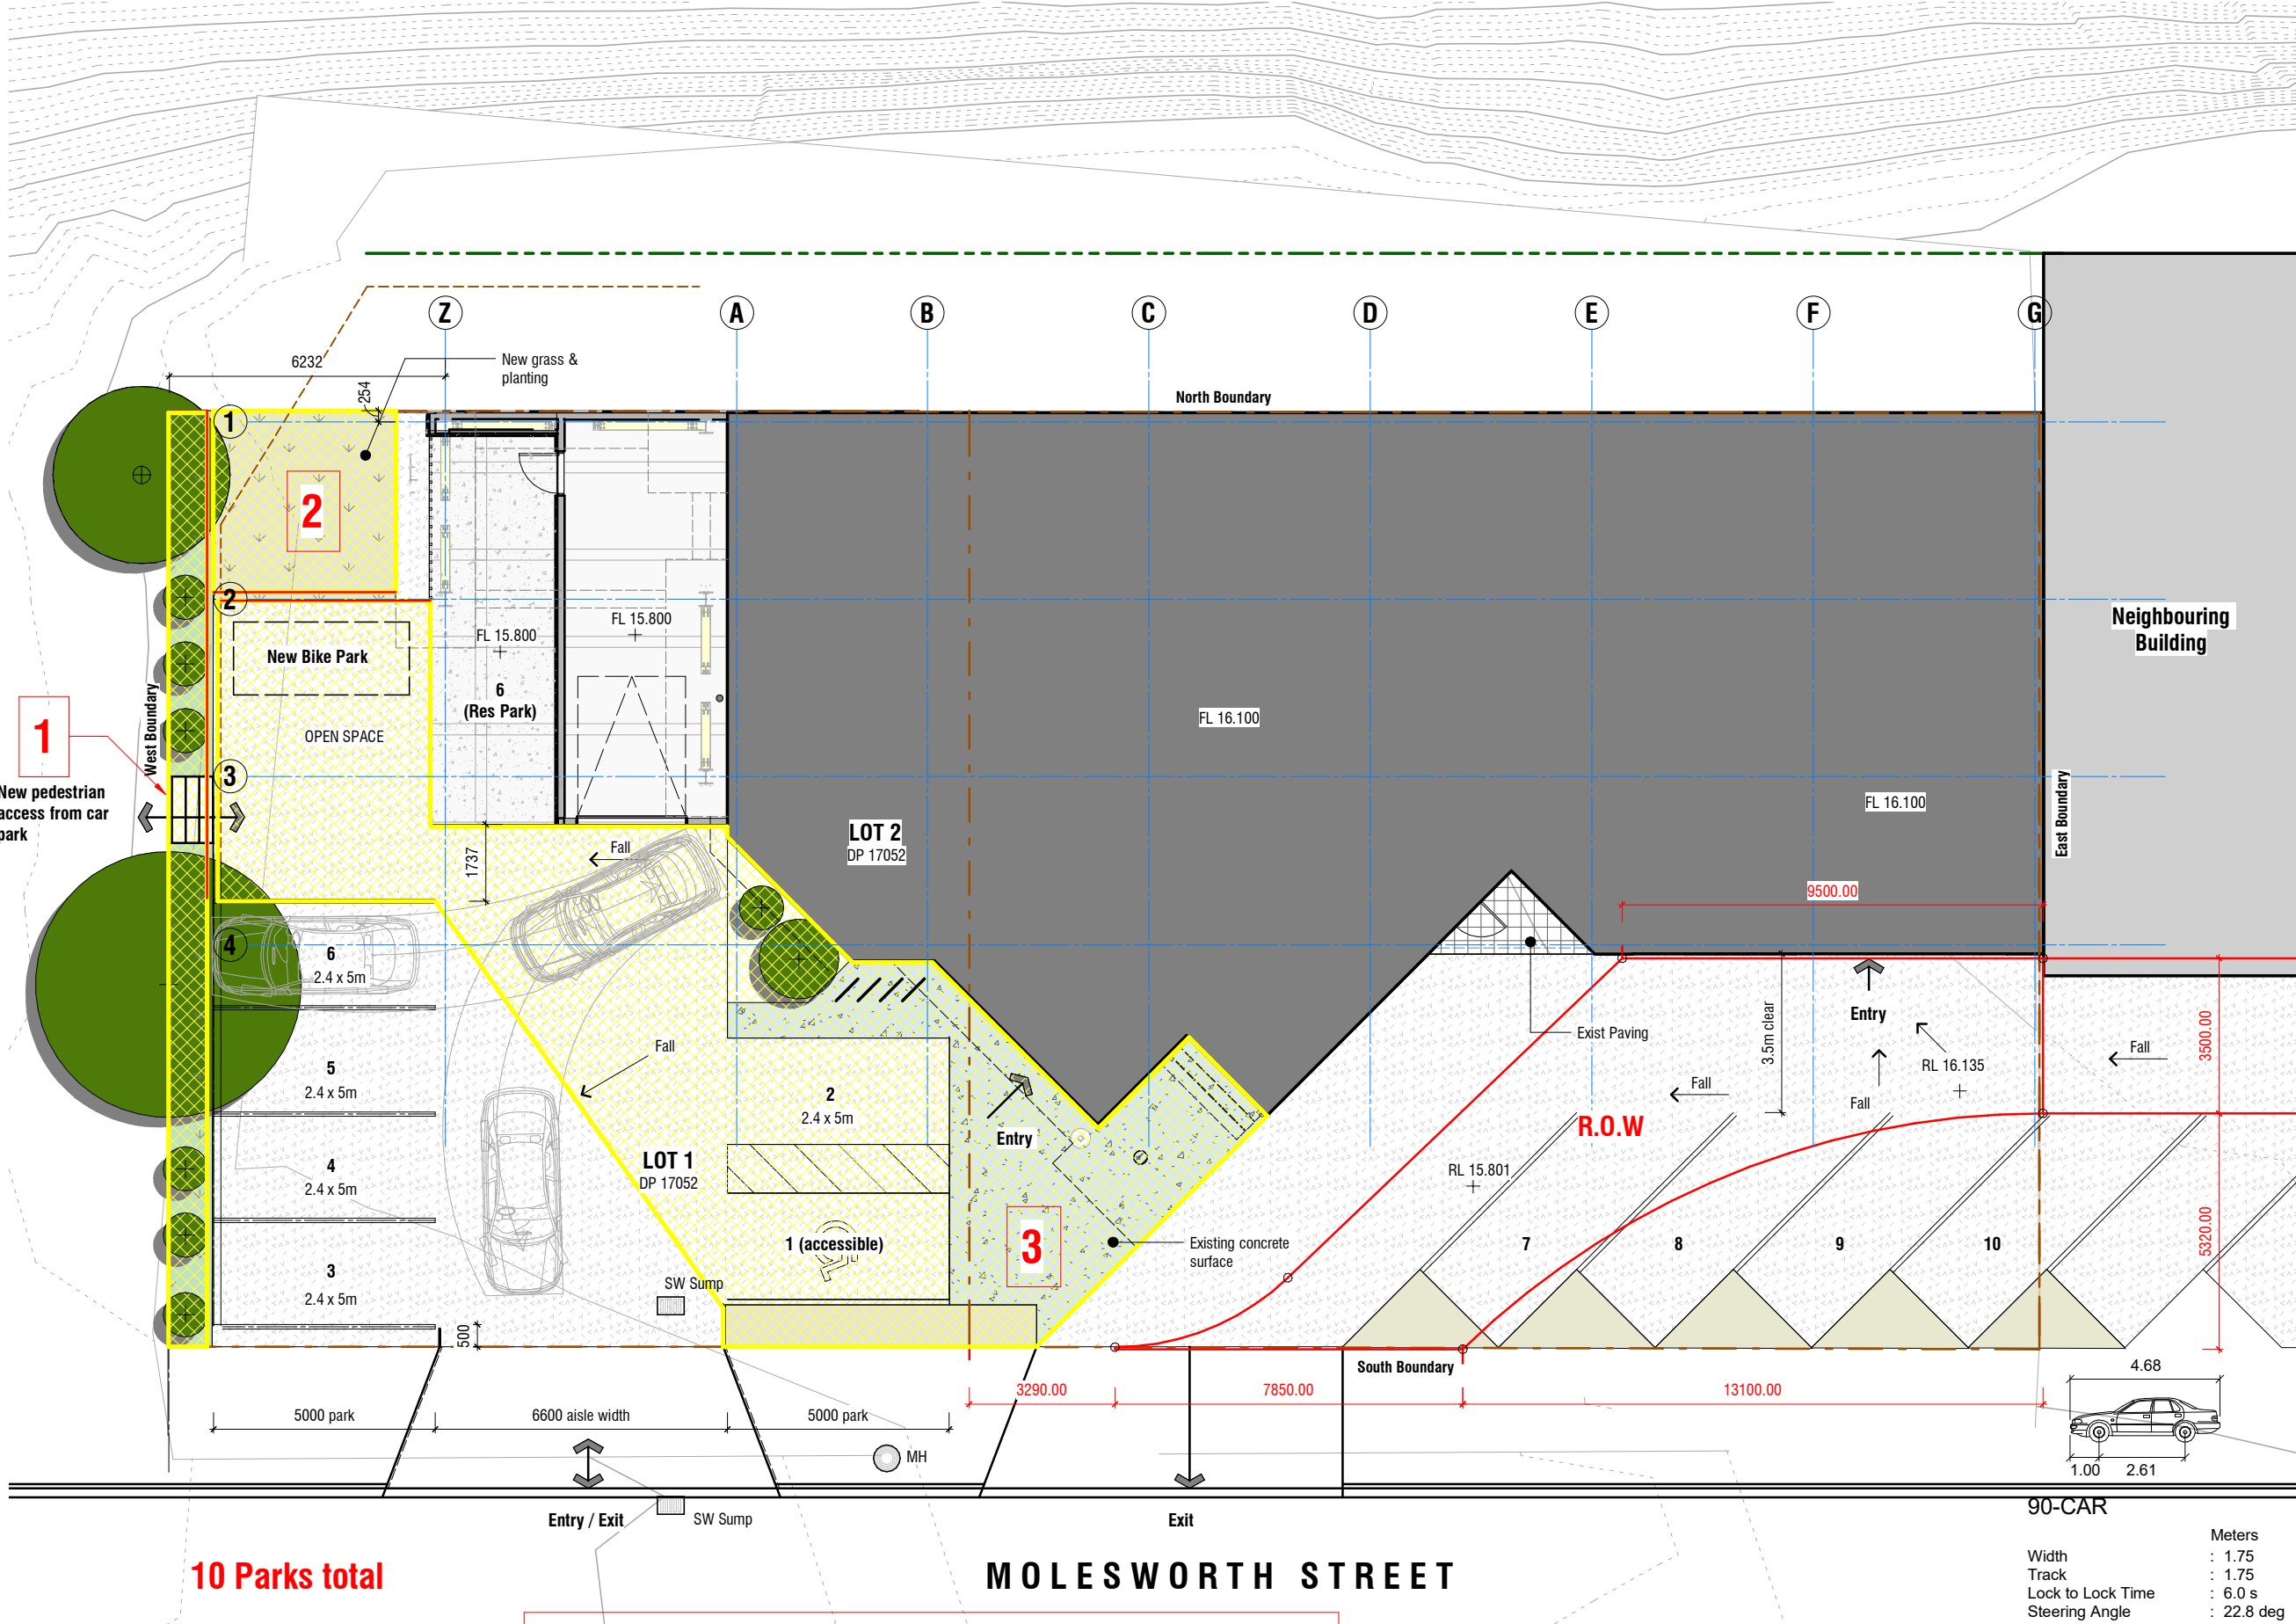 Z
A
B
C
D
E
F
G
6232
254
New grass &
planting
North Boundary
1
2
2
3
4
New Bike Park
OPEN SPACE
West Boundary
1
New pedestrian
access from car
park
FL 15.800
FL 15.800
6
(Res Park)
FL 16.100
FL 16.100
Neighbouring
Building
East Boundary
LOT 2
DP 17052
1737
Fall
9500.00
6
2.4 x 5m
5
2.4 x 5m
4
2.4 x 5m
3
2.4 x 5m
Fall
LOT 1
DP 17052
2
2.4 x 5m
1 (accessible)
Entry
3
Existing concrete
surface
Exist Paving
3.5m clear
Entry
Fall
Fall
Fall
RL 16.135
R.O.W
RL 15.801
3500.00
5320.00
7
8
9
10
SW Sump
500
South Boundary
3290.00
7850.00
13100.00
5000 park
6600 aisle width
5000 park
MH
Entry / Exit
SW Sump
Exit
10 Parks total
MOLESWORTH STREET
4.68
1.00
2.61
90-CAR
Meters
Width : 1.75
Track : 1.75
Lock to Lock Time : 6.0 s
Steering Angle : 22.8 deg